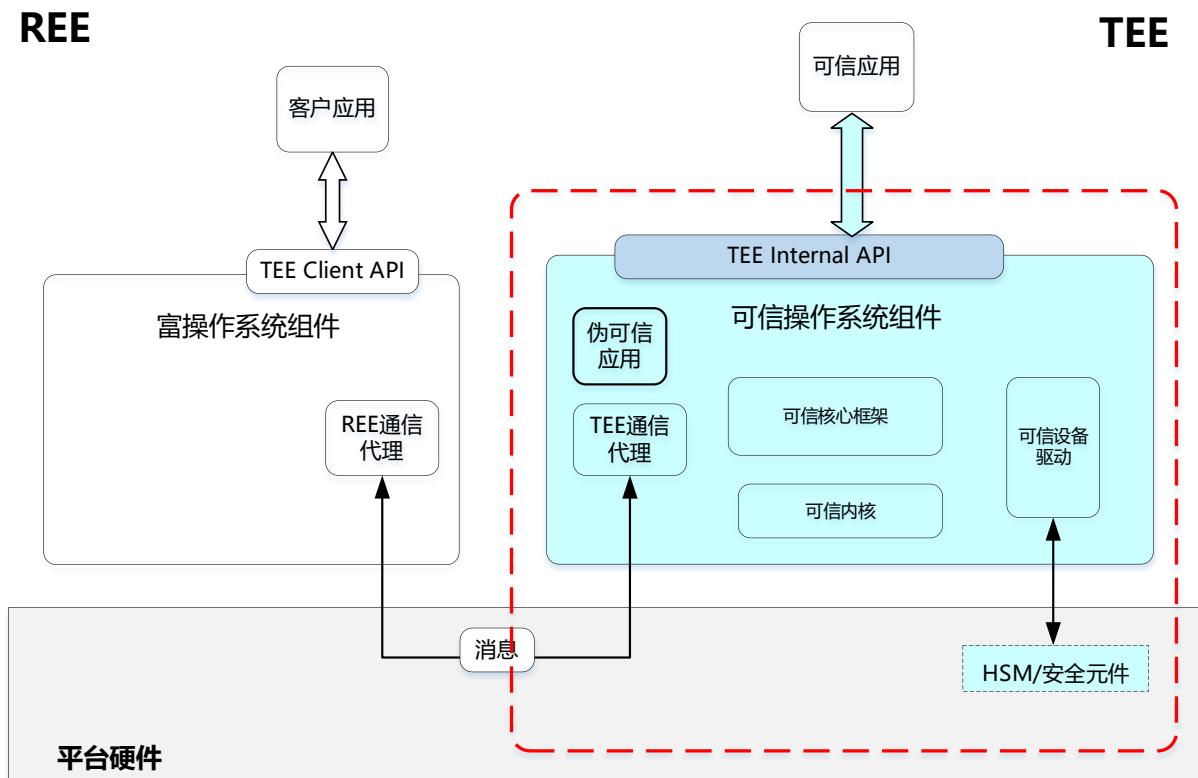 REE
TEE
客户应用
可信应用
TEE Client API
TEE Internal API
富操作系统组件
可信操作系统组件
伪可信
应用
REE通信
代理
TEE通信
代理
可信核心框架
可信设备
驱动
可信内核
消息
HSM/安全元件
平台硬件